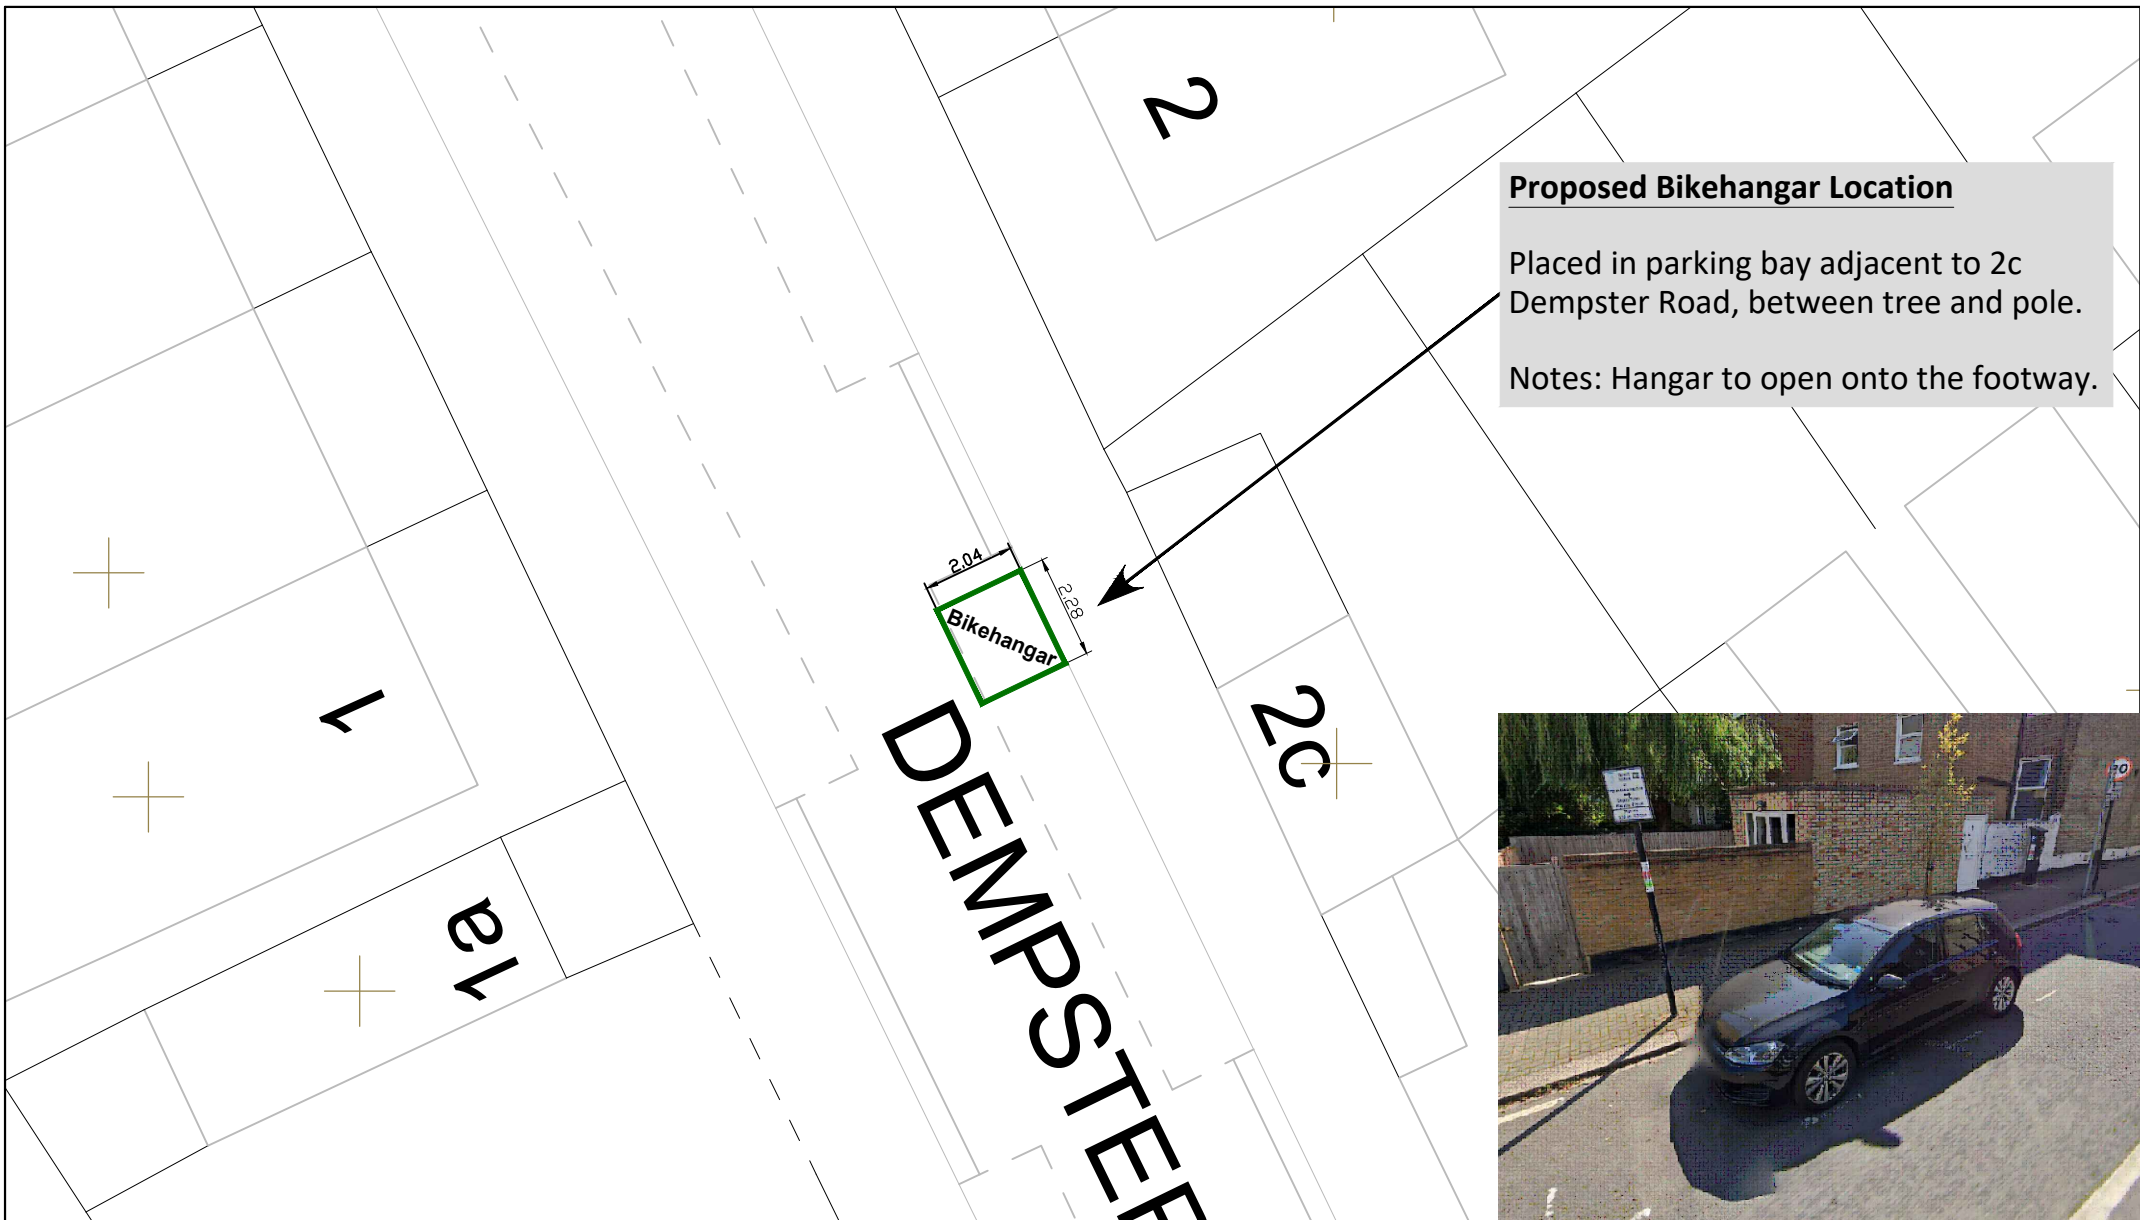 2
Proposed Bikehangar Location
Placed in parking bay adjacent to 2c
Dempster Road, between tree and pole.
Notes: Hangar to open onto the footway.
2.04
2.28
Bikehangar
1
2c
DEMPSTER
1a
30